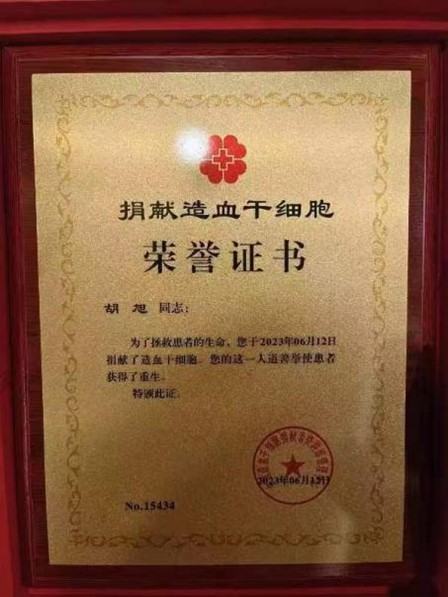 捐献造血干细胞
荣誉证书
胡旭 同志：
为了拯救患者的生命，您于2023年06月12日
捐献了造血干细胞。您的这一人道善举使患者
获得了重生。
特颁此证。
2023年06月12日
No.15434